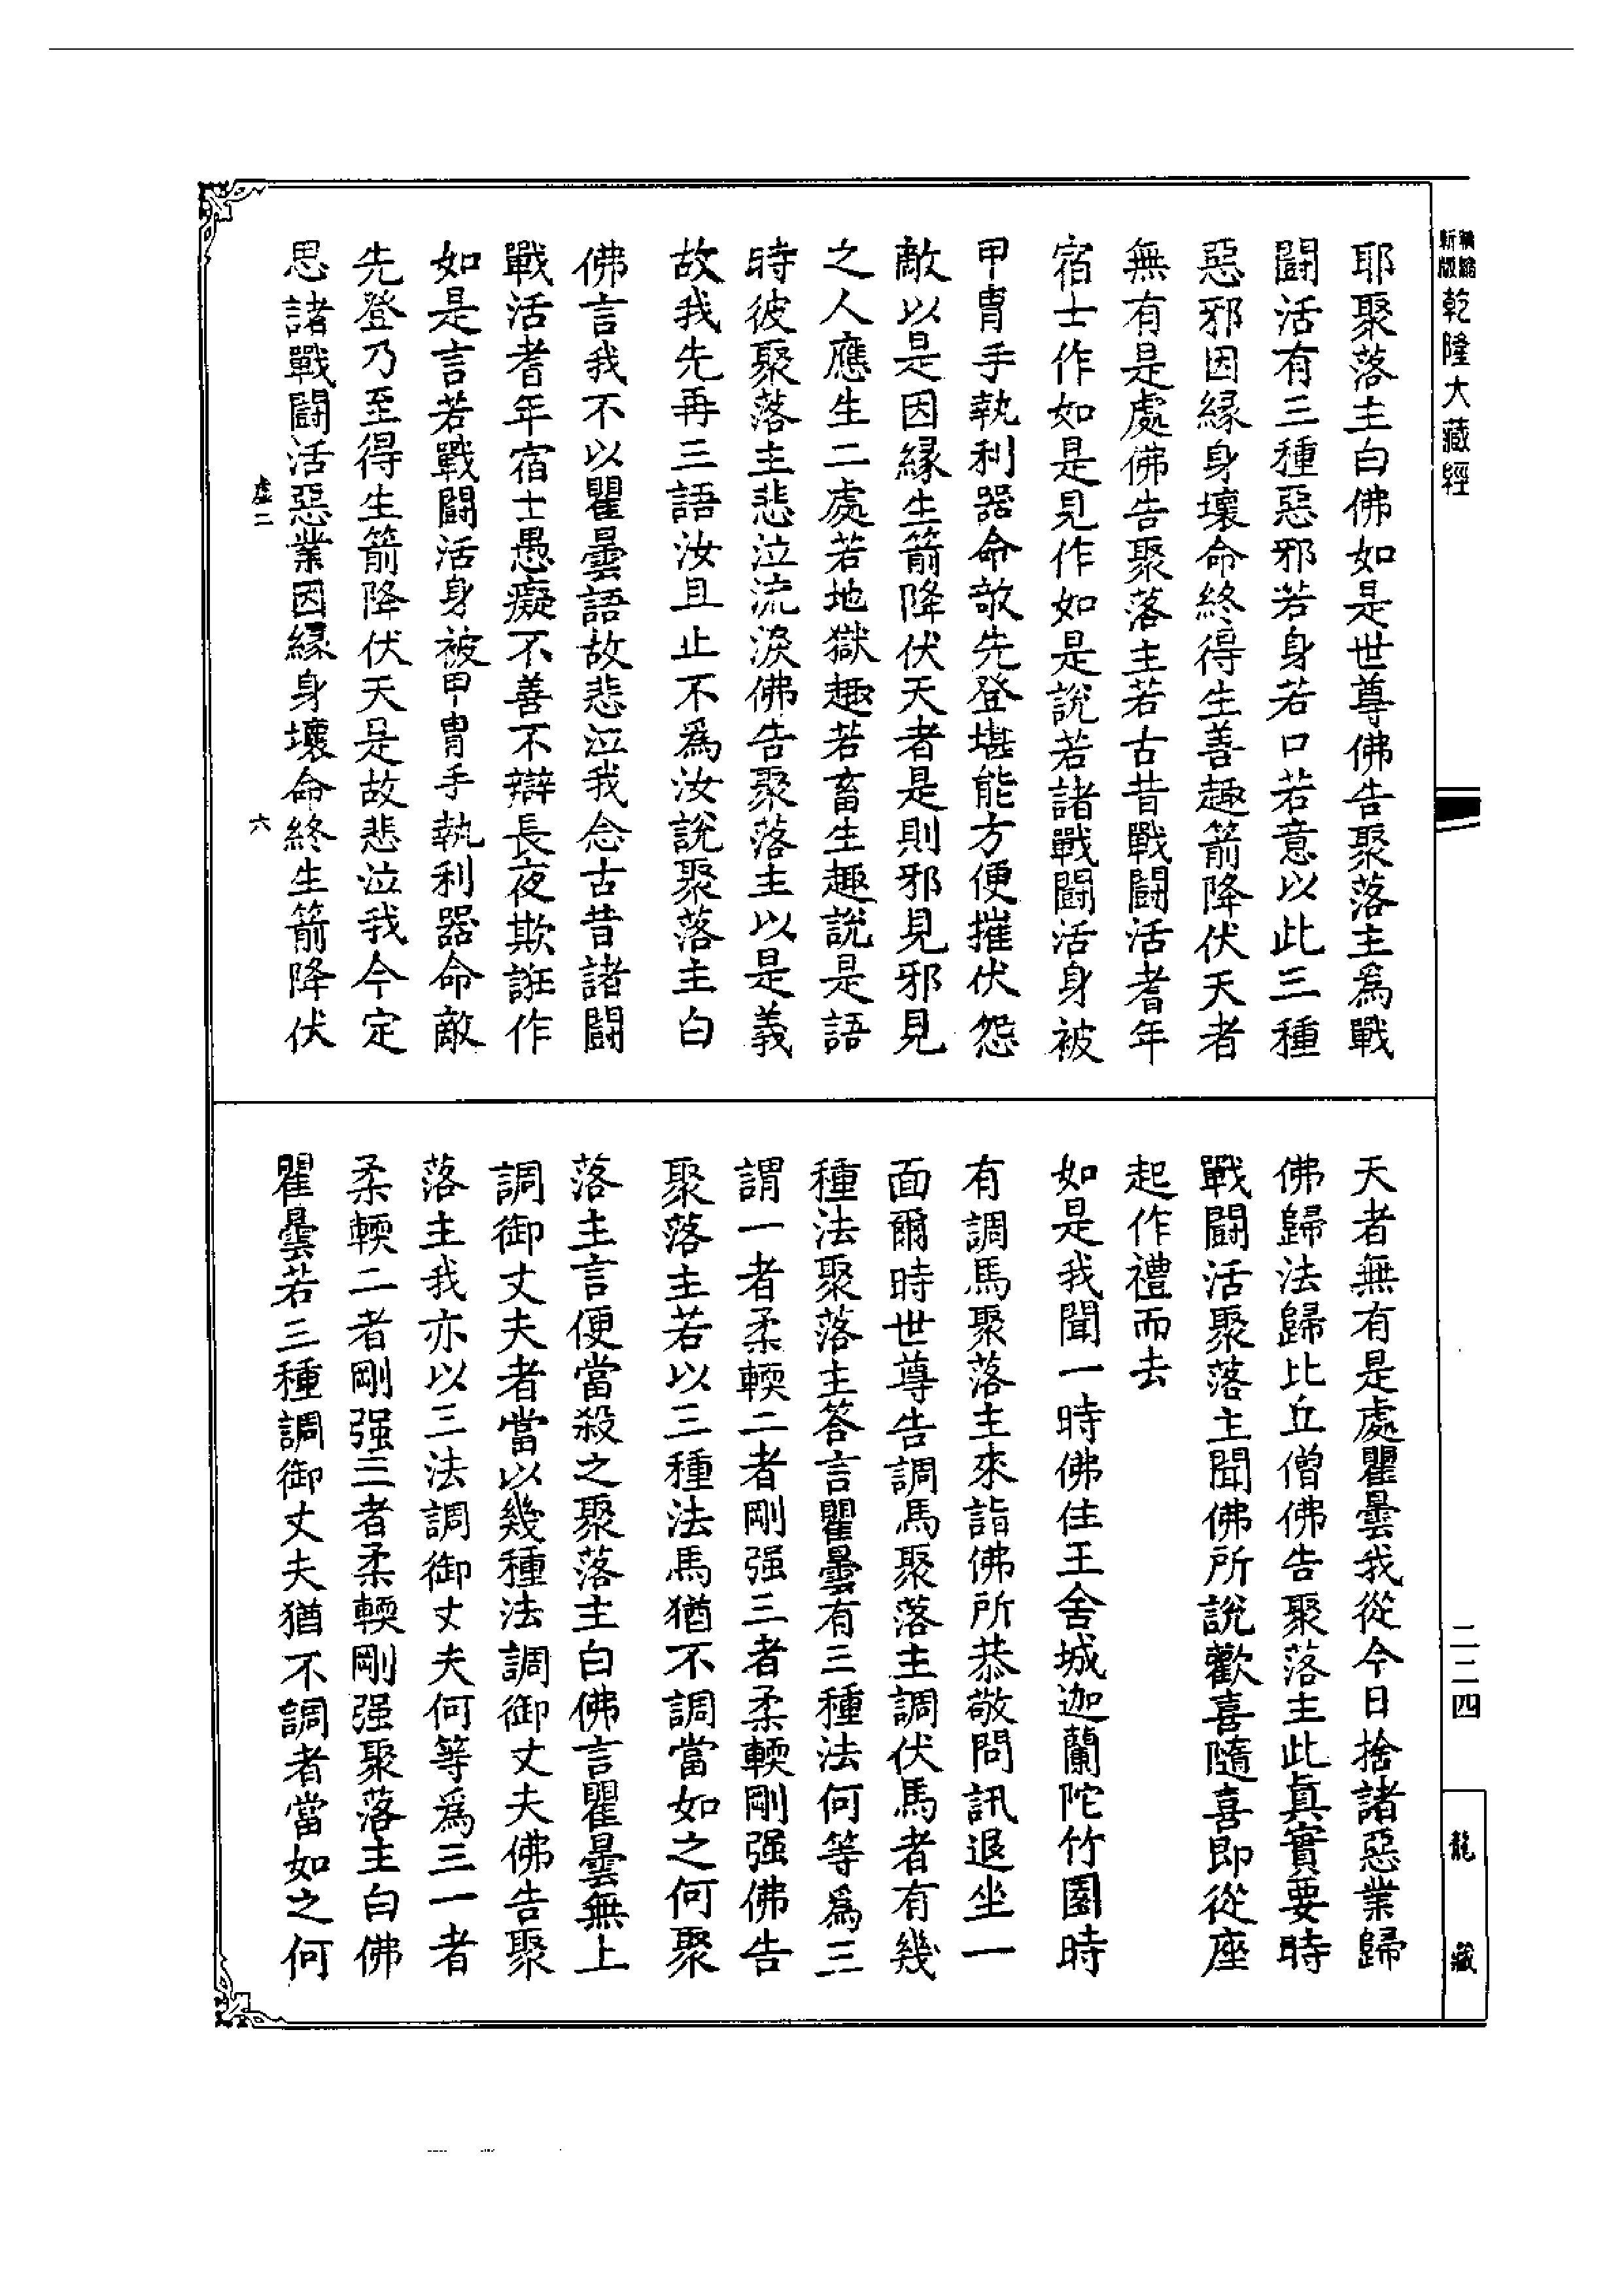 精縮新版乾隆大藏經
耶聚落主白佛如是世尊佛告聚落主爲戰
鬪活有三種惡邪若身若口若意以此三種
惡邪因縁身壞命終得生善趣箭降伏天者
無有是處佛告聚落主若古昔戰鬪活耆年
宿士作如是見作如是說若諸戰鬪活身被
甲冑手執利器命敵先登堪能方便摧伏怨
敵以是因縁生箭降伏天者是則邪見邪見
之人應生二處若地獄趣若畜生趣說是語
時彼聚落主悲泣流淚佛告聚落主以是義
故我先再三語汝且止不爲汝說聚落主白
佛言我不以瞿曇語故悲泣我念古昔諸鬪
戰活耆年宿士愚癡不善不辯長夜欺誑作
如是言若戰鬪活身被甲冑手執利器命敵
先登乃至得生箭降伏天是故悲泣我今定
思諸戰鬪活惡業因縁身壞命終生箭降伏
虛二　六
天者無有是處瞿曇我從今日捨諸惡業歸
佛歸法歸比丘僧佛告聚落主此眞實要時
戰鬪活聚落主聞佛所說歡喜隨喜即從座
起作禮而去
如是我聞一時佛住王舍城迦蘭陀竹園時
有調馬聚落主來詣佛所恭敬問訊退坐一
面爾時世尊告調馬聚落主調伏馬者有幾
種法聚落主答言瞿曇有三種法何等爲三
謂一者柔輭二者剛强三者柔輭剛强佛告
聚落主若以三種法馬猶不調當如之何聚
落主言便當殺之聚落主白佛言瞿曇無上
調御丈夫者當以幾種法調御丈夫佛告聚
落主我亦以三法調御丈夫何等爲三一者
柔輭二者剛强三者柔輭剛强聚落主白佛
瞿曇若三種調御丈夫猶不調者當如之何
二二四
龍藏